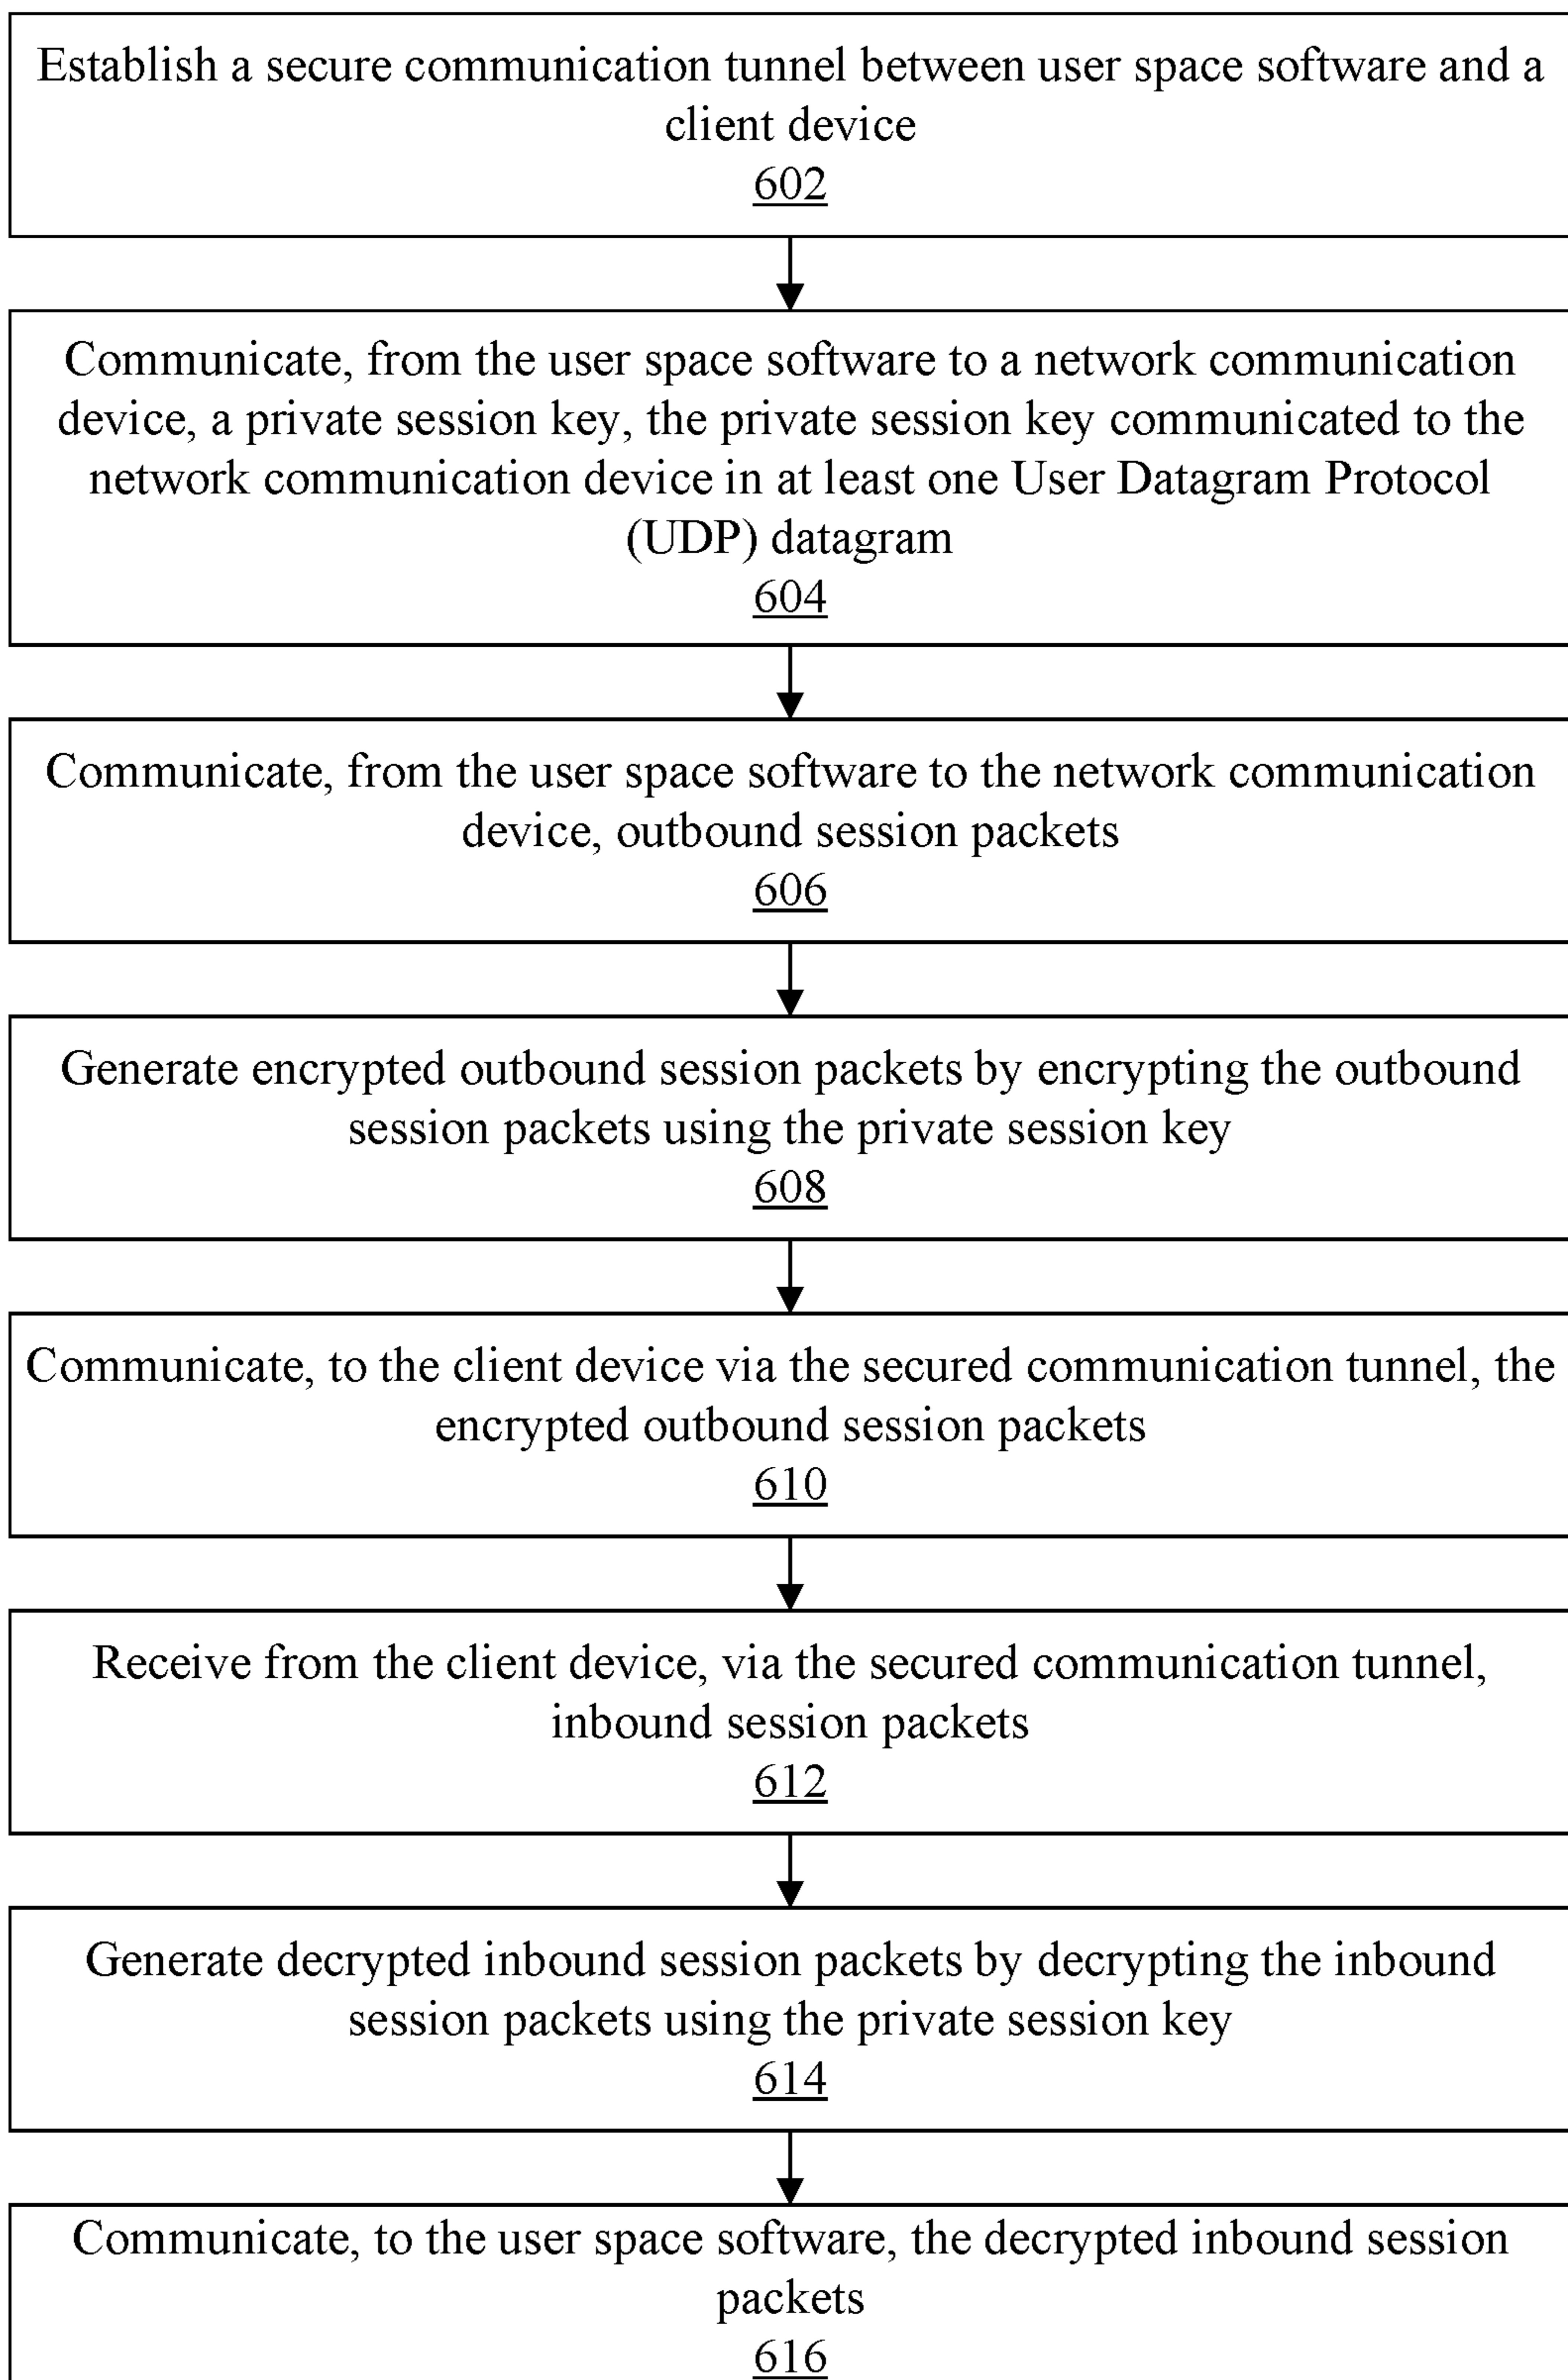 Establish a secure communication tunnel between user space software and a
client device
602
Communicate, from the user space software to a network communication
device, a private session key, the private session key communicated to the
network communication device in at least one User Datagram Protocol
(UDP) datagram
604
Communicate, from the user space software to the network communication
device, outbound session packets
606
Generate encrypted outbound session packets by encrypting the outbound
session packets using the private session key
608
Communicate, to the client device via the secured communication tunnel, the
encrypted outbound session packets
610
Receive from the client device, via the secured communication tunnel,
inbound session packets
612
Generate decrypted inbound session packets by decrypting the inbound
session packets using the private session key
614
Communicate, to the user space software, the decrypted inbound session
packets
616